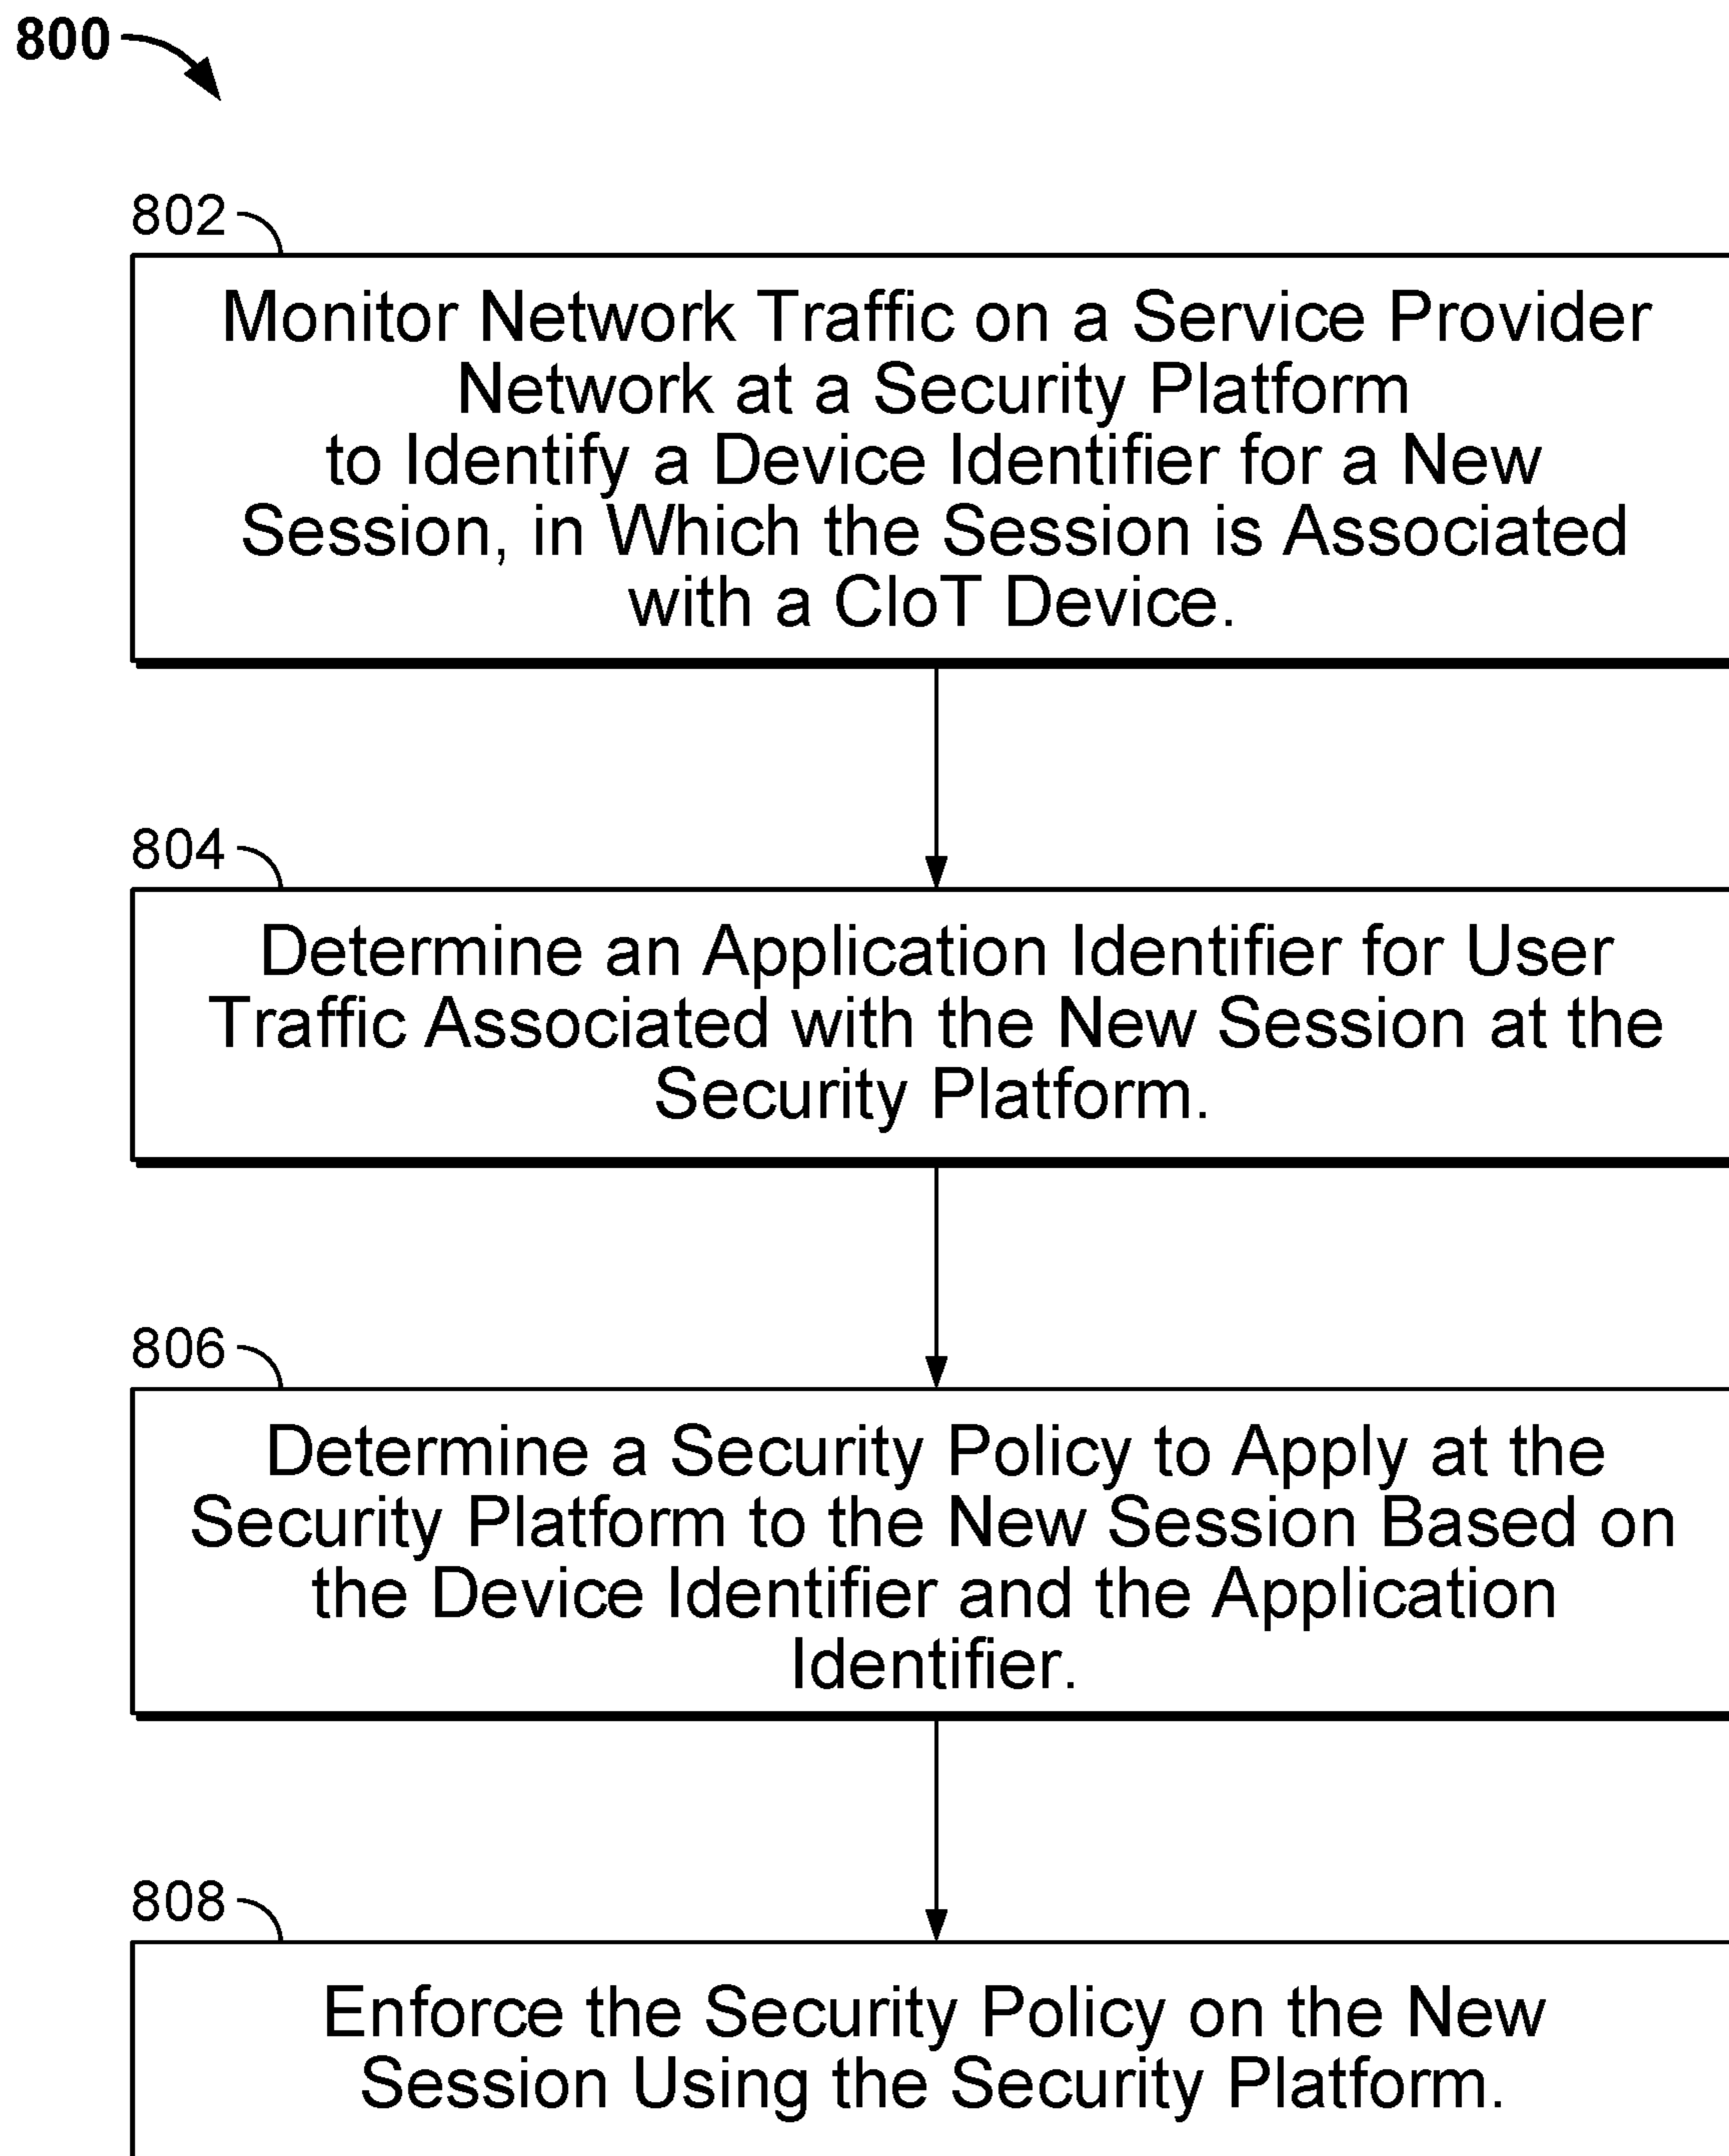 800
802
Monitor Network Traffic on a Service Provider
Network at a Security Platform
to Identify a Device Identifier for a New
Session, in Which the Session is Associated
with a CIoT Device.
804
Determine an Application Identifier for User
Traffic Associated with the New Session at the
Security Platform.
806
Determine a Security Policy to Apply at the
Security Platform to the New Session Based on
the Device Identifier and the Application
Identifier.
808
Enforce the Security Policy on the New
Session Using the Security Platform.